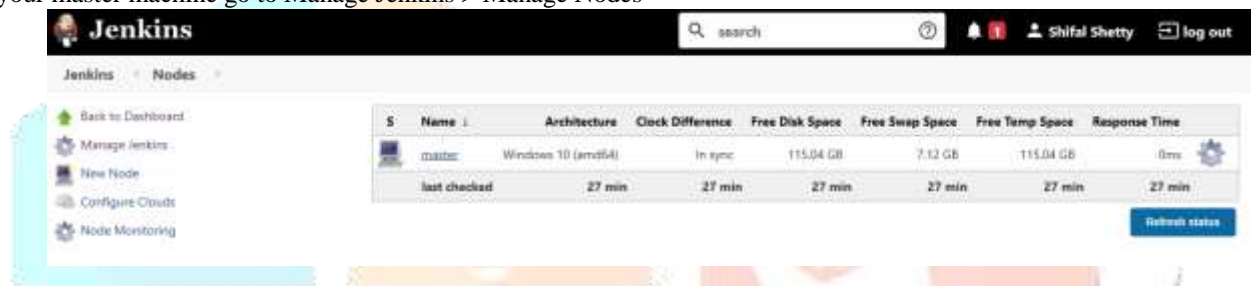 your master machine go to Manage Jenkins > Manage Nodes
Jenkins
search
1
Shifal Shetty
log out
Jenkins
Nodes
Back to Dashboard
Manage Jenkins
New Node
Configure Clouds
Node Monitoring
S Name ↓ Architecture Clock Difference Free Disk Space Free Swap Space Free Temp Space Response Time
master Windows 10 (amd64) In sync 115.04 GB 7.12 GB 115.04 GB 0ms
last checked 27 min 27 min 27 min 27 min 27 min 27 min
Refresh status